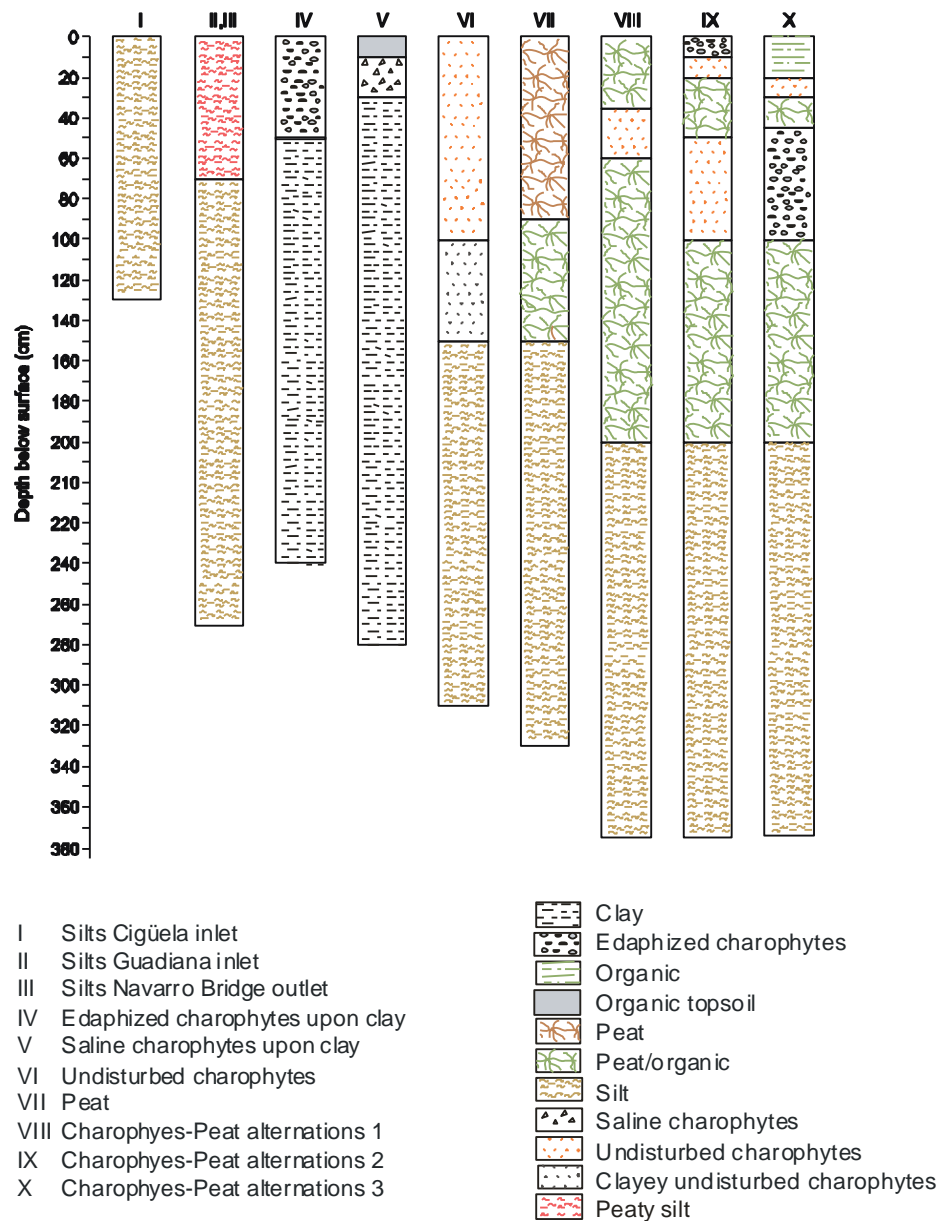 I II,III IV V VI VII VIII IX X
Depth below surface (cm)
0
20
40
60
80
100
120
140
160
180
200
210
220
240
260
280
300
310
340
360
380
I Silts Cigüela inlet
II Silts Guadiana inlet
III Silts Navarro Bridge outlet
IV Edaphized charophytes upon clay
V Saline charophytes upon clay
VI Undisturbed charophytes
VII Peat
VIII Charophyes-Peat alternations 1
IX Charophyes-Peat alternations 2
X Charophyes-Peat alternations 3
Clay
Edaphized charophytes
Organic
Organic topsoil
Peat
Peat/organic
Silt
Saline charophytes
Undisturbed charophytes
Clayey undisturbed charophytes
Peaty silt